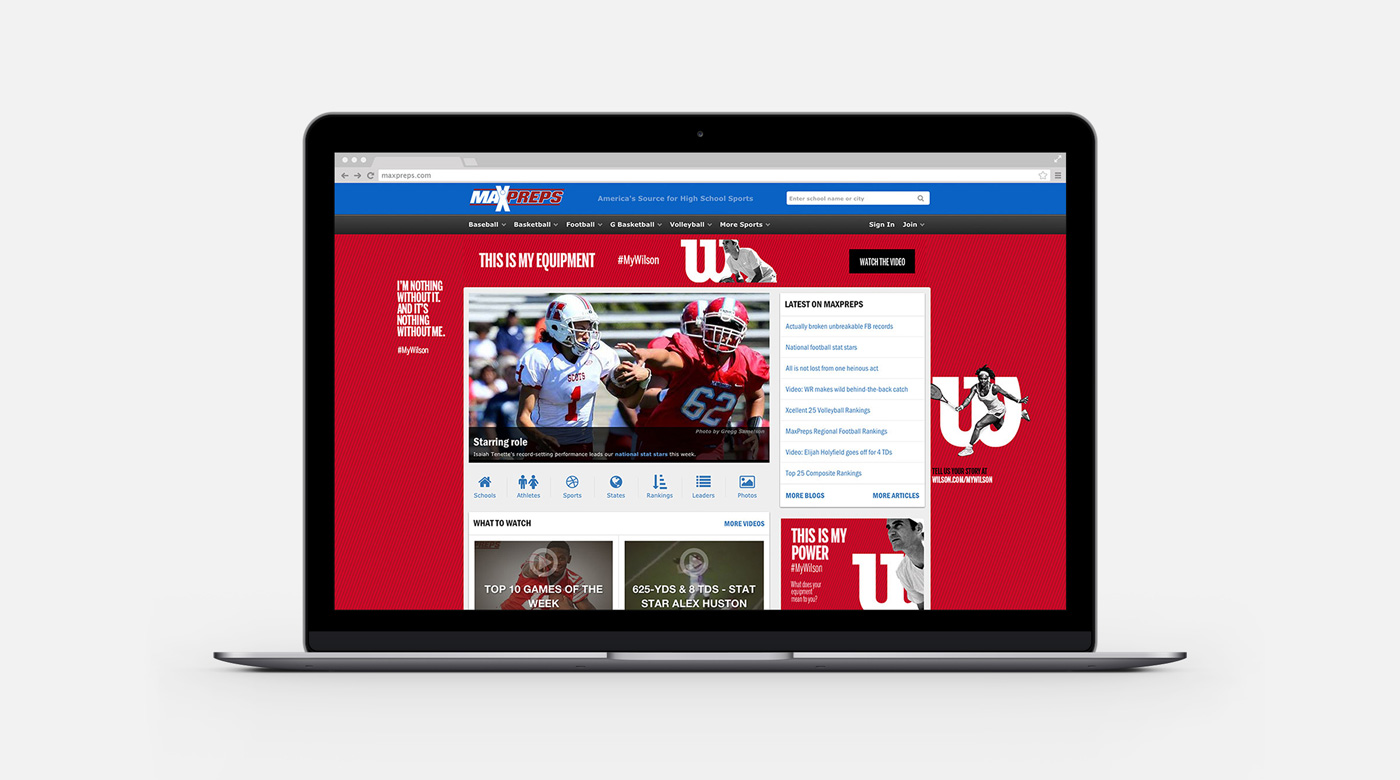 maxpreps.com
MAXPREPS
America's Source for High School Sports
Enter school name or city
Baseball
Basketball
Football
G Basketball
Volleyball
More Sports
Sign In
Join
THIS IS MY EQUIPMENT
#MyWilson
W
WATCH THE VIDEO
I'M NOTHING
WITHOUT IT.
AND IT'S
NOTHING
WITHOUT ME.
#MyWilson
SCOTS
1
62
Photo by Gregg Samelson
Starring role
Isaiah Tenette's record-setting performance leads our national stat stars this week.
LATEST ON MAXPREPS
Actually broken unbreakable FB records
National football stat stars
All is not lost from one heinous act
Video: WR makes wild behind-the-back catch
Xcellent 25 Volleyball Rankings
MaxPreps Regional Football Rankings
Video: Elijah Holyfield goes off for 4 TDs
Top 25 Composite Rankings
MORE BLOGS
MORE ARTICLES
W
TELL US YOUR STORY AT
WILSON.COM/MYWILSON
Schools
Athletes
Sports
States
Rankings
Leaders
Photos
WHAT TO WATCH
MORE VIDEOS
TOP 10 GAMES OF THE
WEEK
625-YDS & 8 TDS - STAT
STAR ALEX HUSTON
THIS IS MY
POWER
#MyWilson
What does your
equipment
mean to you?
W